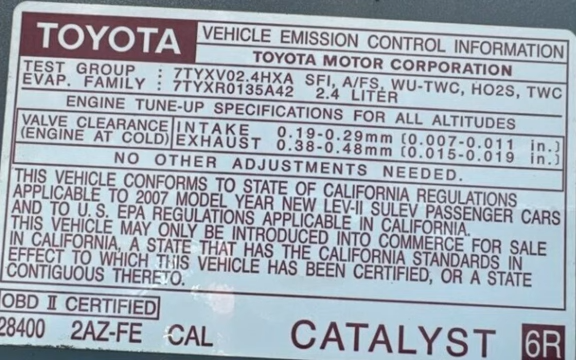 TOYOTA VEHICLE EMISSION CONTROL INFORMATION
TOYOTA MOTOR CORPORATION
TEST GROUP : 7TYXV02.4HXA SFI, A/FS, WU-TWC, HO2S, TWC
EVAP. FAMILY : 7TYXR0135A42 2.4 LITER
ENGINE TUNE-UP SPECIFICATIONS FOR ALL ALTITUDES
VALVE CLEARANCE INTAKE 0.19-0.29mm (0.007-0.011 in.)
(ENGINE AT COLD) EXHAUST 0.38-0.48mm (0.015-0.019 in.)
NO OTHER ADJUSTMENTS NEEDED.
THIS VEHICLE CONFORMS TO STATE OF CALIFORNIA REGULATIONS
APPLICABLE TO 2007 MODEL YEAR NEW LEV-II SULEV PASSENGER CARS
AND TO U.S. EPA REGULATIONS APPLICABLE IN CALIFORNIA.
THIS VEHICLE MAY ONLY BE INTRODUCED INTO COMMERCE FOR SALE
IN CALIFORNIA, A STATE THAT HAS THE CALIFORNIA STANDARDS IN
EFFECT TO WHICH THIS VEHICLE HAS BEEN CERTIFIED, OR A STATE
CONTIGUOUS THERETO.
OBD II CERTIFIED
28400 2AZ-FE CAL CATALYST 6R